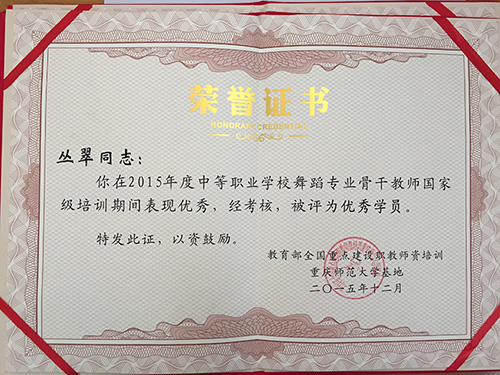 荣誉证书
HONORARY CREDENTIAL
丛翠同志：
你在2015年度中等职业学校舞蹈专业骨干教师国家
级培训期间表现优秀，经考核，被评为优秀学员。
特发此证，以资鼓励。
教育部全国重点建设职教师资培训
重庆师范大学基地
二〇一五年十二月